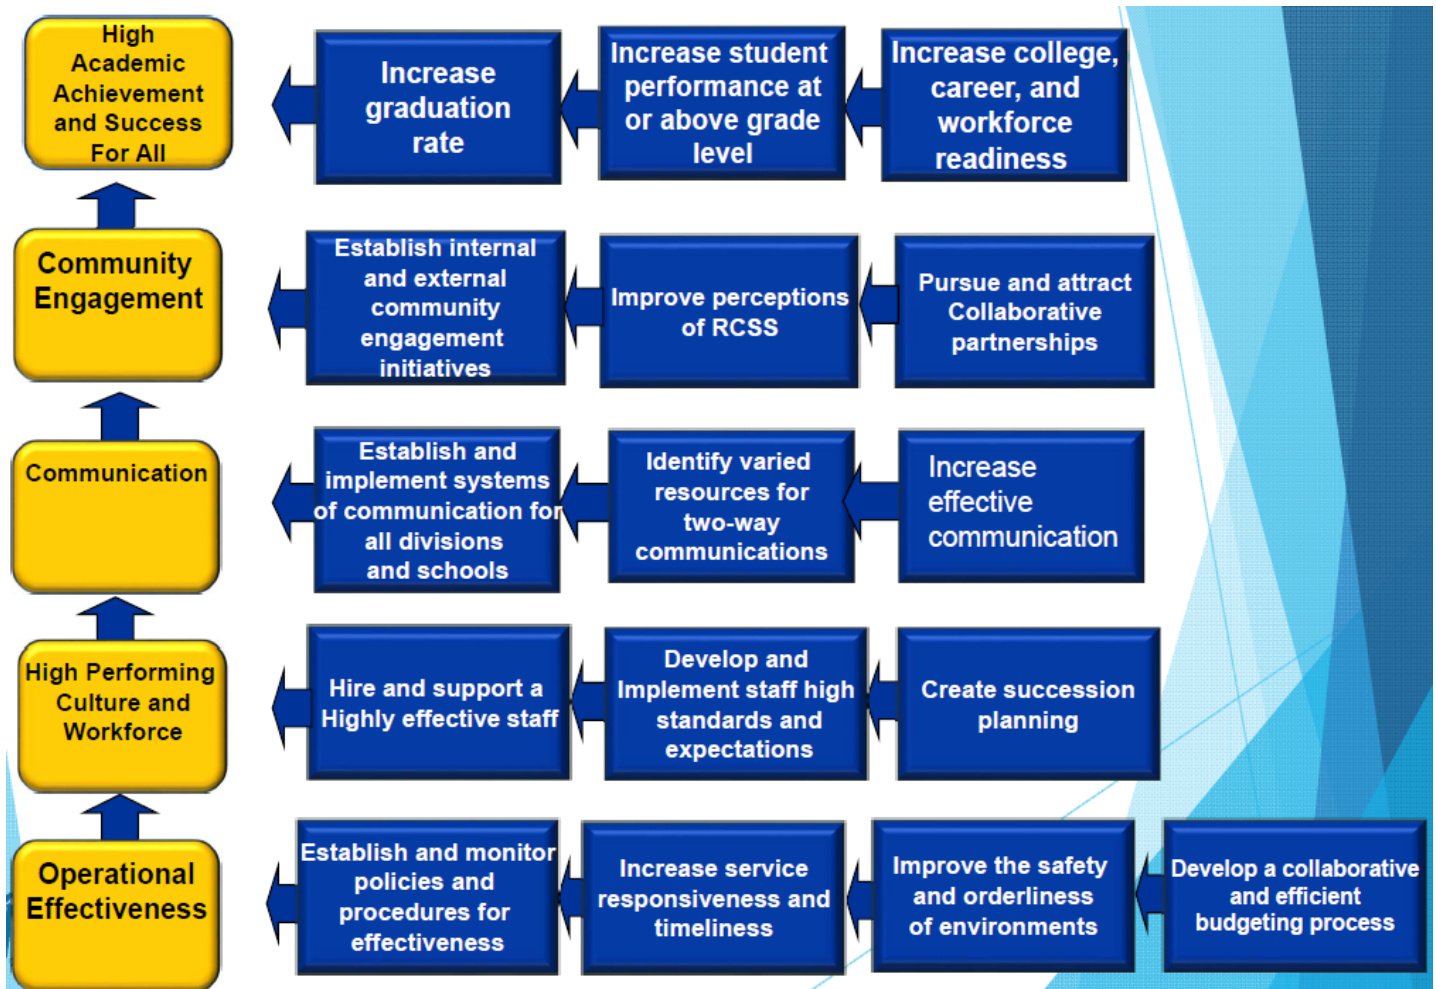 High
Academic
Achievement
and Success
For All
Increase
graduation
rate
Increase student
performance at
or above grade
level
Increase college,
career, and
workforce
readiness
Community
Engagement
Establish internal
and external
community
engagement
initiatives
Improve perceptions
of RCSS
Pursue and attract
Collaborative
partnerships
Communication
Establish and
implement systems
of communication for
all divisions
and schools
Identify varied
resources for
two-way
communications
Increase
effective
communication
High Performing
Culture and
Workforce
Hire and support a
Highly effective staff
Develop and
Implement staff high
standards and
expectations
Create succession
planning
Operational
Effectiveness
Establish and monitor
policies and
procedures for
effectiveness
Increase service
responsiveness and
timeliness
Improve the safety
and orderliness
of environments
Develop a collaborative
and efficient
budgeting process